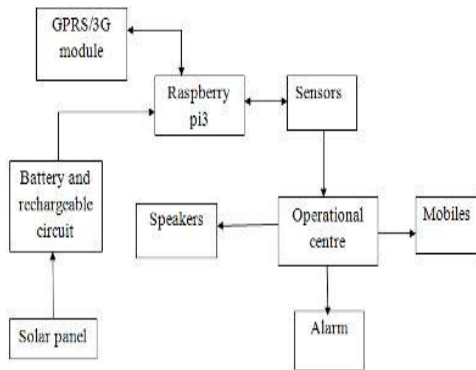 GPRS/3G
module
Raspberry
pi3
Sensors
Battery and
rechargeable
circuit
Speakers
Operational
centre
Mobiles
Solar panel
Alarm